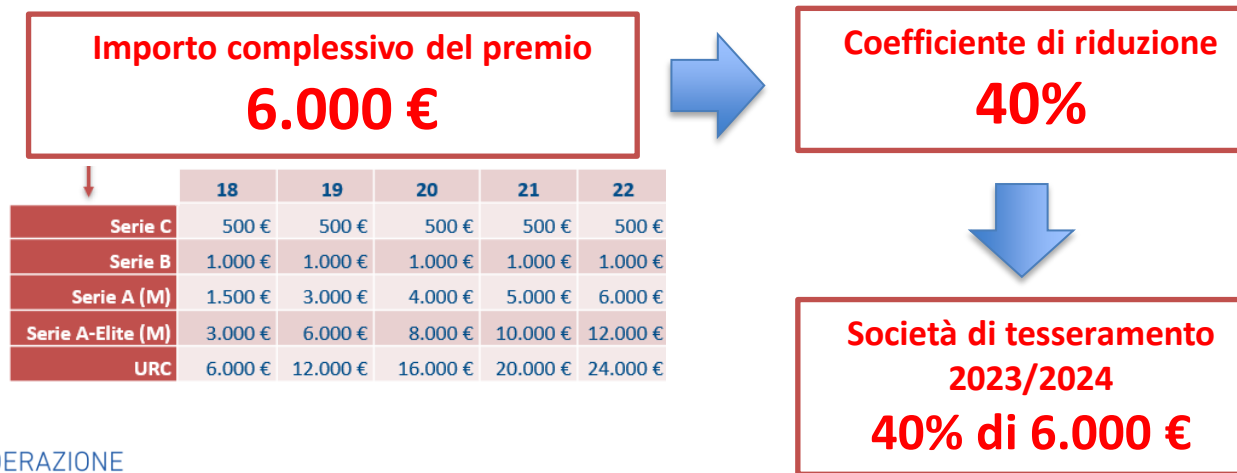 Importo complessivo del premio
6.000 €
Coefficiente di riduzione
40%
18 19 20 21 22
Serie C 500 € 500 € 500 € 500 € 500 €
Serie B 1.000 € 1.000 € 1.000 € 1.000 € 1.000 €
Serie A (M) 1.500 € 3.000 € 4.000 € 5.000 € 6.000 €
Serie A-Elite (M) 3.000 € 6.000 € 8.000 € 10.000 € 12.000 €
URC 6.000 € 12.000 € 16.000 € 20.000 € 24.000 €
Società di tesseramento
2023/2024
40% di 6.000 €
DERAZIONE